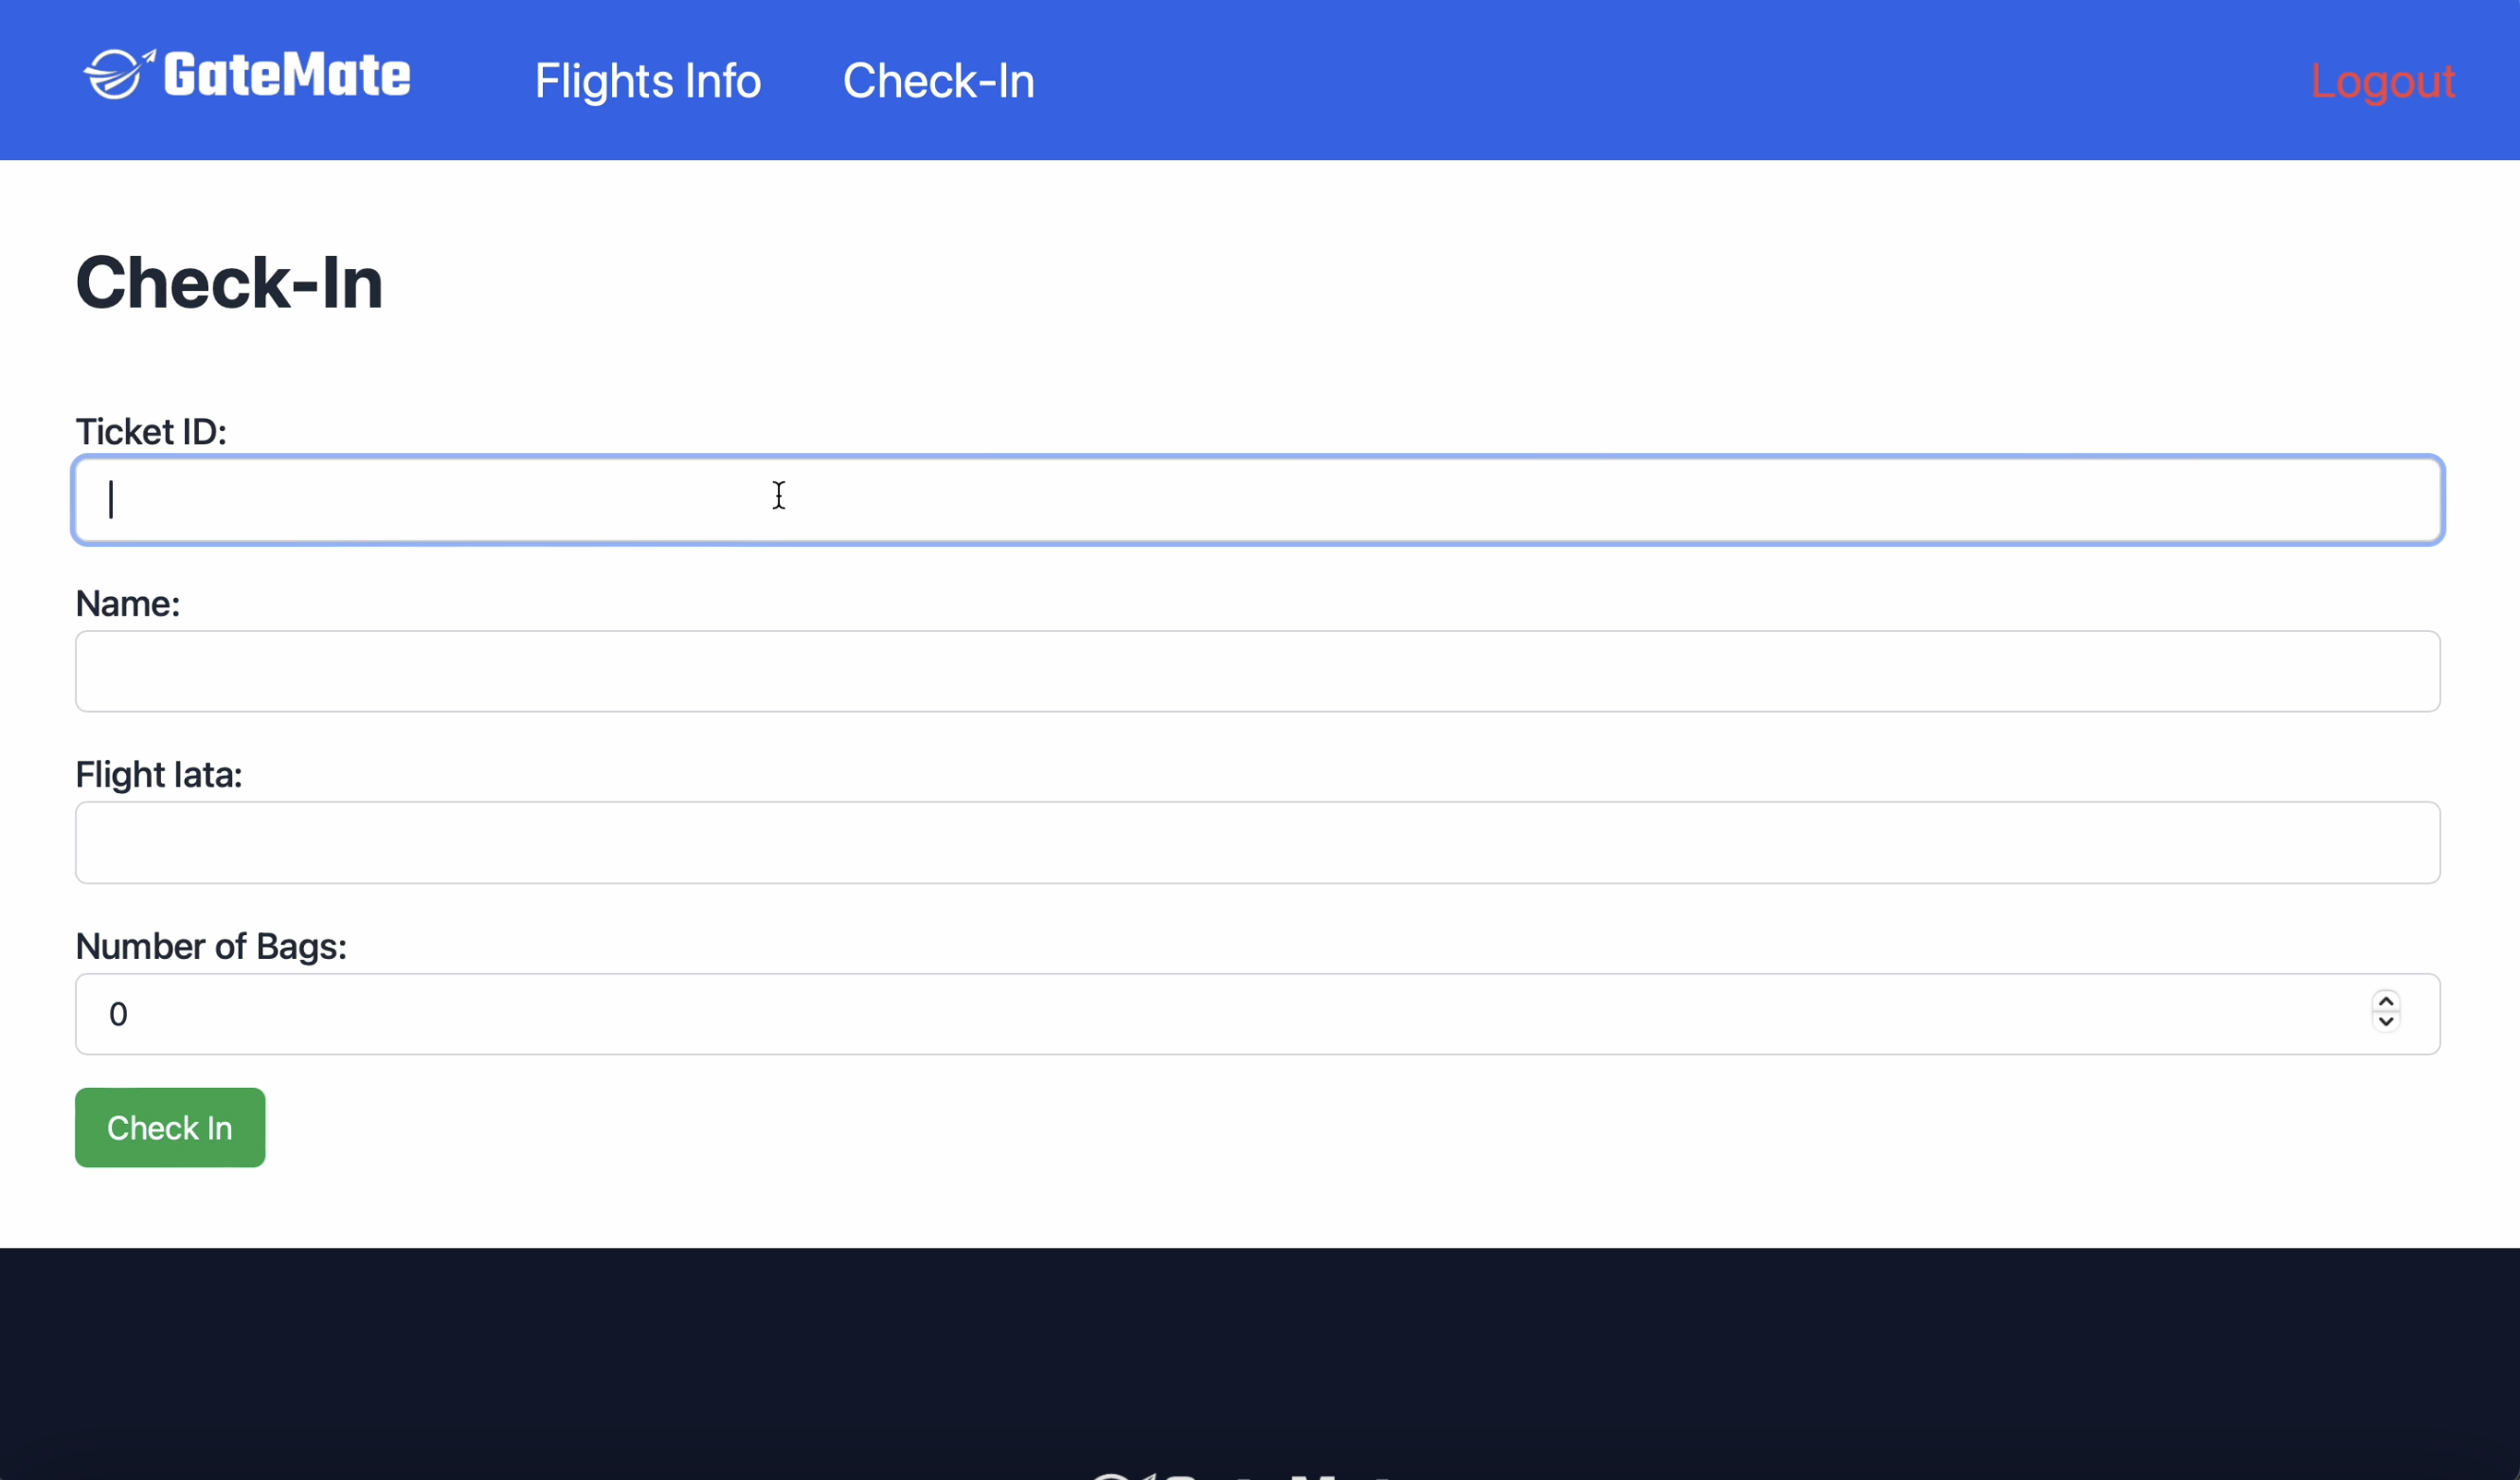 GateMate Flights Info Check-In Logout
Check-In
Ticket ID:
Name:
Flight Iata:
Number of Bags:
0
Check In